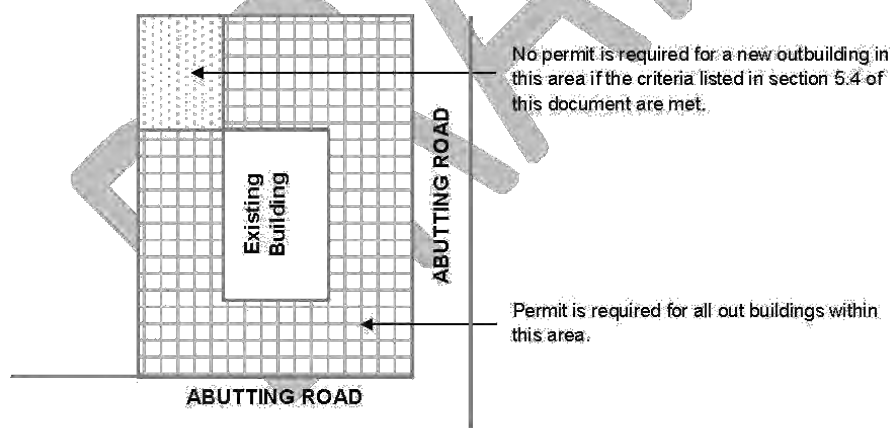 No permit is required for a new outbuilding in
this area if the criteria listed in section 5.4 of
this document are met.
ABUTTING ROAD
Existing
Building
Permit is required for all out buildings within
this area.
ABUTTING ROAD